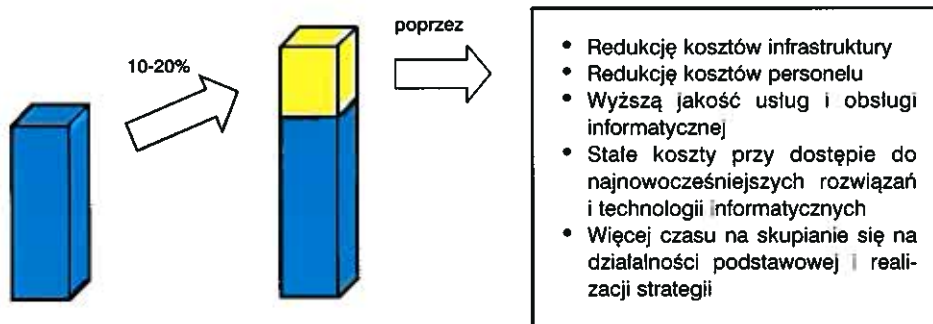 10-20%
poprzez
• Redukcję kosztów infrastruktury
• Redukcję kosztów personelu
• Wyższą jakość usług i obsługi
informatycznej
• Stałe koszty przy dostępie do
najnowocześniejszych rozwiązań
i technologii informatycznych
• Więcej czasu na skupianie się na
działalności podstawowej i reali-
zacji strategii